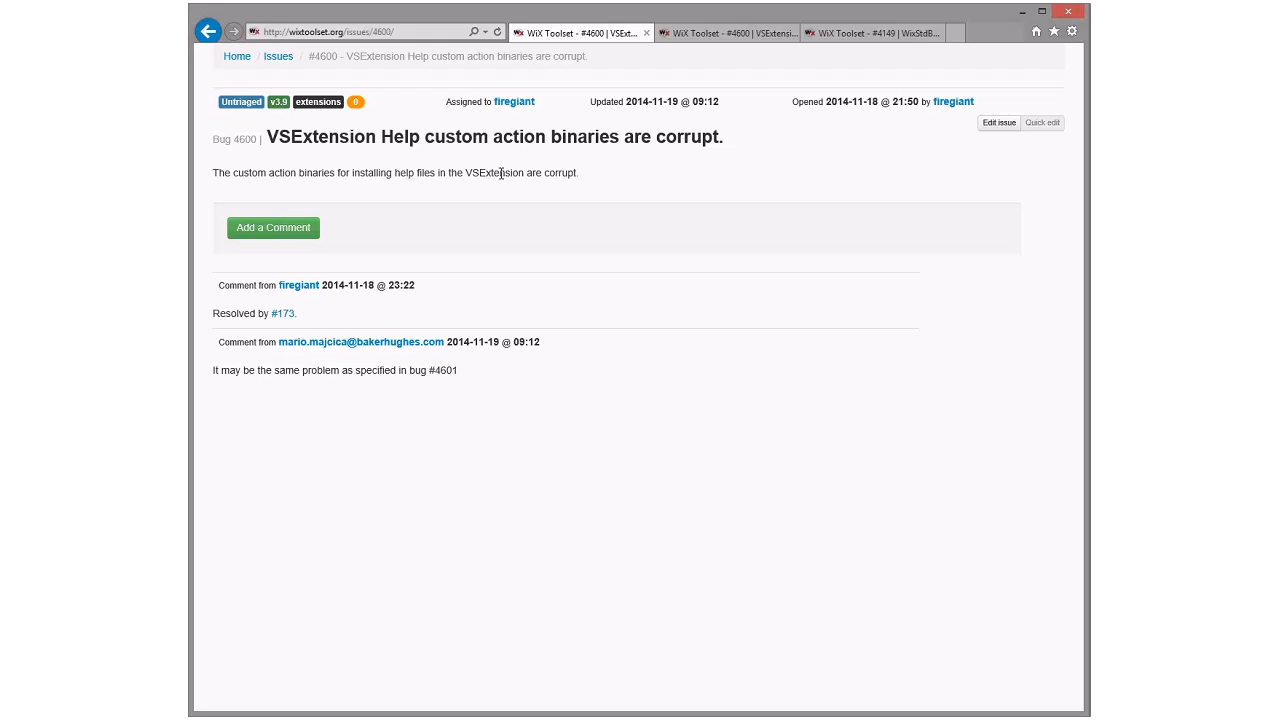 http://wixtoolset.org/issues/4600/
WiX Toolset - #4600 | VSExt...
WiX Toolset - #4600 | VSExtensi...
WiX Toolset - #4149 | WixStdB...
Home / Issues / #4600 - VSExtension Help custom action binaries are corrupt.
Untriaged v3.9 extensions 0 Assigned to firegiant Updated 2014-11-19 @ 09:12 Opened 2014-11-18 @ 21:50 by firegiant
Edit issue Quick edit
Bug 4600 | VSExtension Help custom action binaries are corrupt.
The custom action binaries for installing help files in the VSExtension are corrupt.
Add a Comment
Comment from firegiant 2014-11-18 @ 23:22
Resolved by #173.
Comment from mario.majcica@bakerhughes.com 2014-11-19 @ 09:12
It may be the same problem as specified in bug #4601